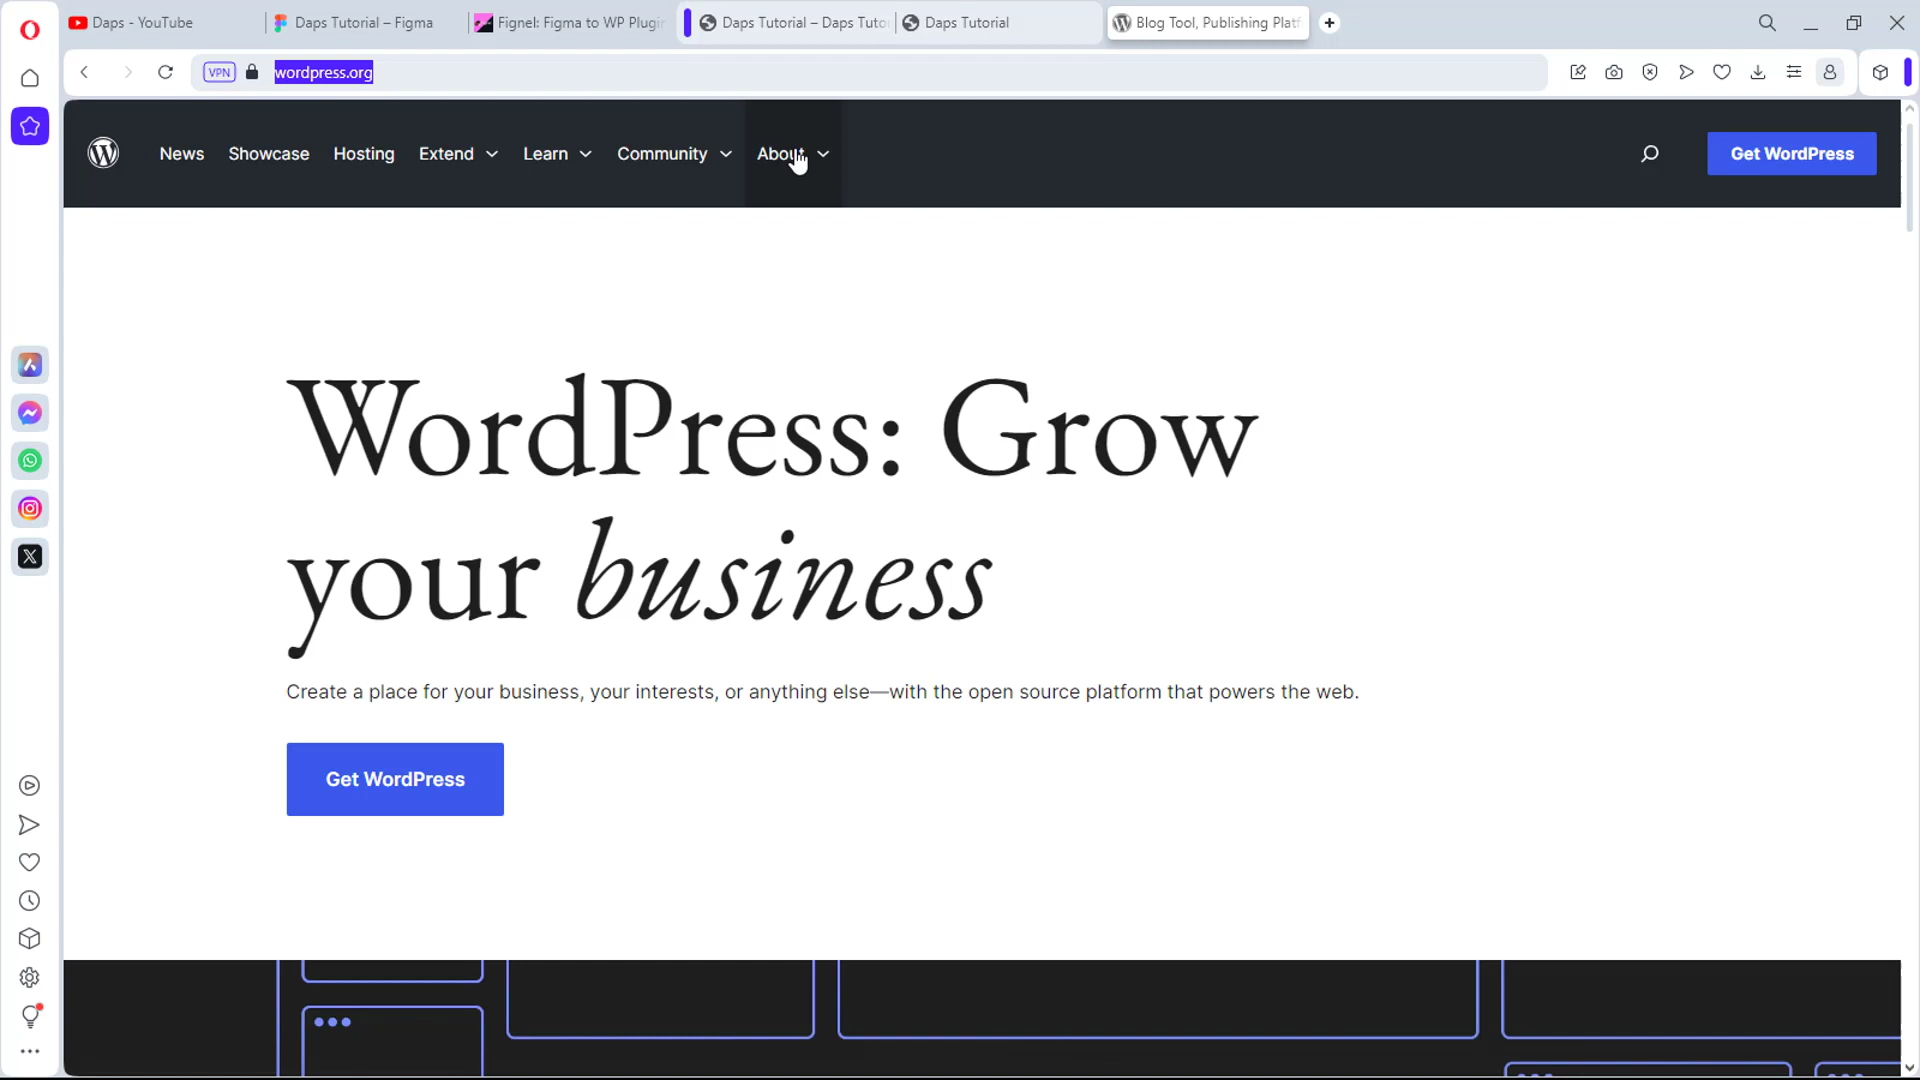 Daps - YouTube
Daps Tutorial – Figma
Fignel: Figma to WP Plugin
Daps Tutorial – Daps Tuto
Daps Tutorial
Blog Tool, Publishing Platf
VPN
wordpress.org
News
Showcase
Hosting
Extend
Learn
Community
About
Get WordPress
WordPress: Grow
your business
Create a place for your business, your interests, or anything else—with the open source platform that powers the web.
Get WordPress